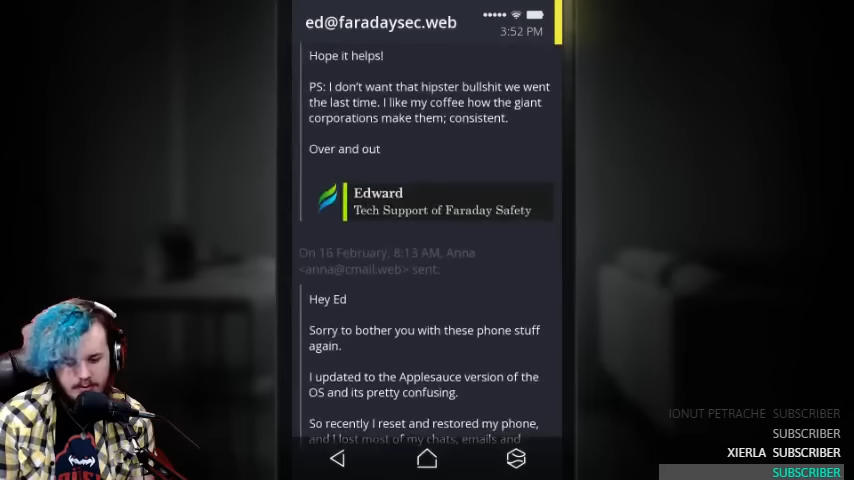 ed@faradaysec.web
3:52 PM
Hope it helps!
PS: I don't want that hipster bullshit we went
the last time. I like my coffee how the giant
corporations make them; consistent.
Over and out
Edward
Tech Support of Faraday Safety
On 16 February, 8:13 AM, Anna
<anna@cmail.web> sent:
Hey Ed
Sorry to bother you with these phone stuff
again.
I updated to the Applesauce version of the
OS and its pretty confusing.
So recently I reset and restored my phone,
and I lost most of my chats, emails and
IONUT PETRACHE SUBSCRIBER
SUBSCRIBER
XIERLA SUBSCRIBER
SUBSCRIBER